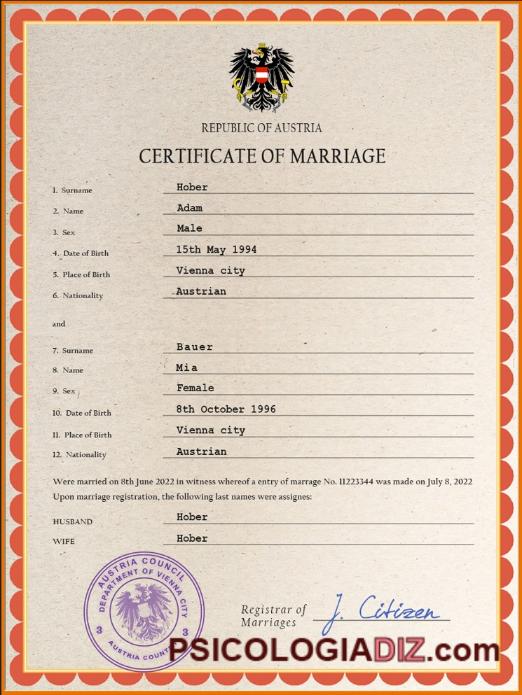 REPUBLIC OF AUSTRIA
CERTIFICATE OF MARRIAGE
1. Surname Hober
2. Name Adam
3. Sex Male
4. Date of Birth 15th May 1994
5. Place of Birth Vienna city
6. Nationality Austrian
and
7. Surname Bauer
8. Name Mia
9. Sex Female
10. Date of Birth 8th October 1996
11. Place of Birth Vienna city
12. Nationality Austrian
Were married on 8th June 2022 in witness whereof a entry of marrage No. 11223344 was made on July 8, 2022
Upon marriage registration, the following last names were assignes:
HUSBAND Hober
WIFE Hober
AUSTRIA COUNCIL
DEPARTMENT OF VIENNA CITY
3 3
AUSTRIA
Registrar of
Marriages
J. Citizen
PSICOLOGIADIZ.com